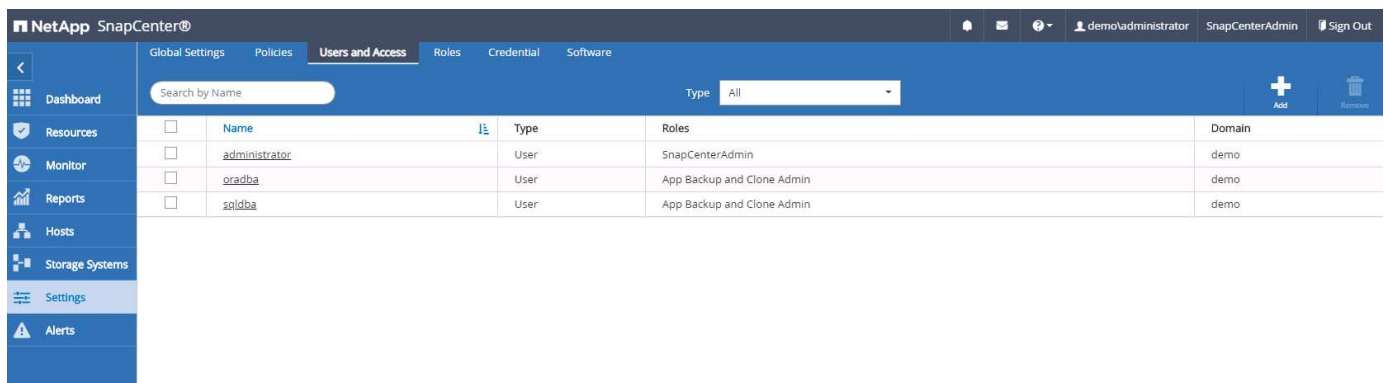 NetApp SnapCenter®
demo\administrator SnapCenterAdmin Sign Out
Global Settings Policies Users and Access Roles Credential Software
Search by Name
Type All
Add
Remove
Dashboard
Resources
Monitor
Reports
Hosts
Storage Systems
Settings
Alerts
Name Type Roles Domain
administrator User SnapCenterAdmin demo
oradba User App Backup and Clone Admin demo
sqldba User App Backup and Clone Admin demo